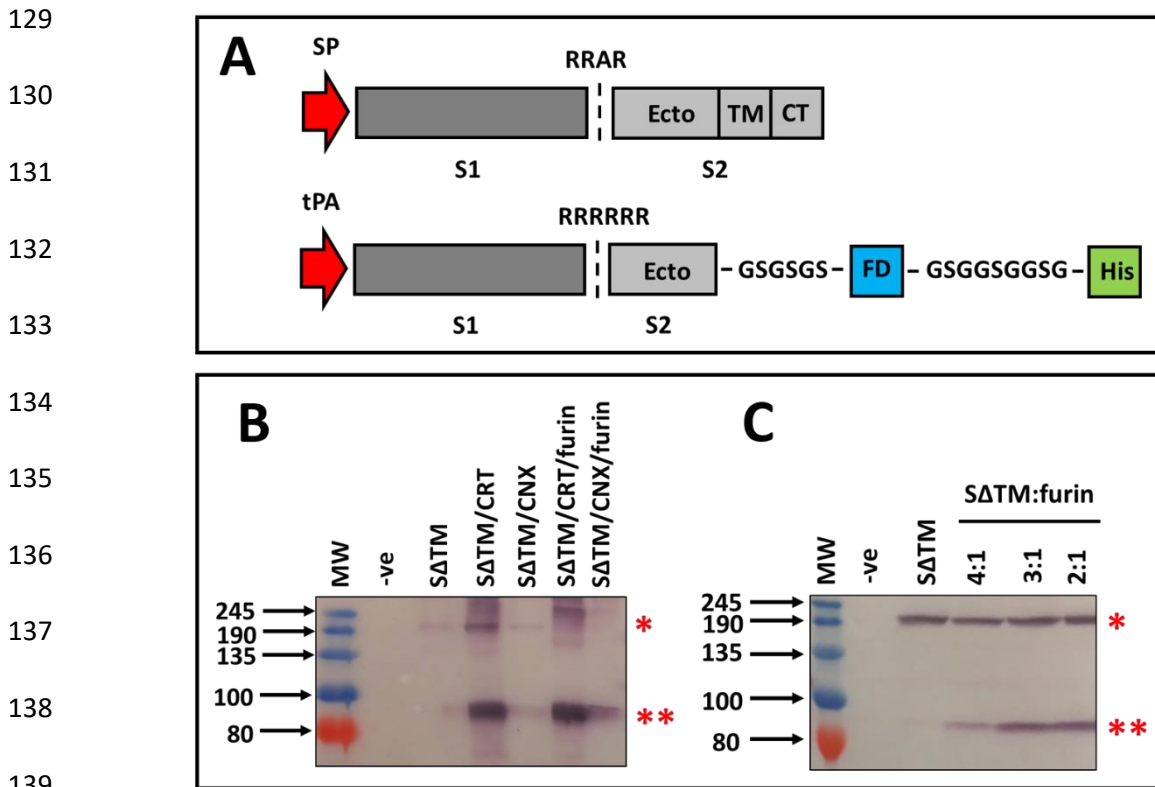 129
130
131
132
133
134
135
136
137
138
139
A
SP
RRAR
Ecto TM CT
S1 S2
tPA
RRRRRR
Ecto – GSGSGS – FD – GSGGSGGSG – His
S1 S2
B
MW
-ve
SΔTM
SΔTM/CRT
SΔTM/CNX
SΔTM/CRT/furin
SΔTM/CNX/furin
245
190
135
100
80
*
**
C
SΔTM:furin
MW
-ve
SΔTM
4:1
3:1
2:1
245
190
135
100
80
*
**